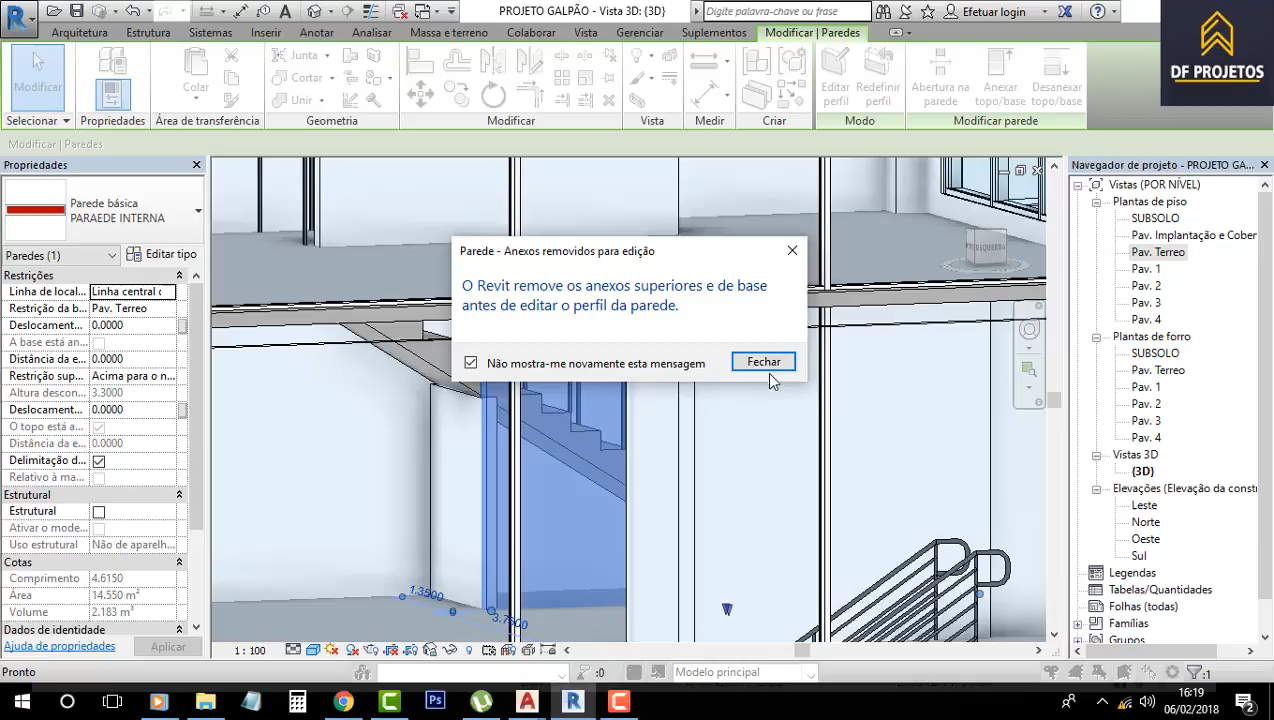 PROJETO GALPÃO - Vista 3D: {3D}
Digite palavra-chave ou frase
Efetuar login
Arquitetura
Estrutura
Sistemas
Inserir
Anotar
Analisar
Massa e terreno
Colaborar
Vista
Gerenciar
Suplementos
Modificar | Paredes
DF PROJETOS
Modificar
Colar
Junta
Cortar
Unir
Editar perfil
Redefinir perfil
Abertura na parede
Anexar topo/base
Desanexar topo/base
Selecionar
Propriedades
Área de transferência
Geometria
Modificar
Vista
Medir
Criar
Modo
Modificar parede
Modificar | Paredes
Propriedades
Parede básica
PARAEDE INTERNA
Paredes (1)
Editar tipo
Restrições
Linha de local... Linha central c
Restrição da b... Pav. Terreo
Deslocament... 0.0000
A base está an...
Distância da e... 0.0000
Restrição sup... Acima para o n...
Altura descon... 3.3000
Deslocament... 0.0000
O topo está a...
Distância da e... 0.0000
Delimitação d...
Relativo à ma...
Estrutural
Estrutural
Ativar o mode...
Uso estrutural Não de aparelh...
Cotas
Comprimento 4.6150
Área 14.550 m²
Volume 2.183 m³
Dados de identidade
Ajuda de propriedades
Aplicar
Parede - Anexos removidos para edição
O Revit remove os anexos superiores e de base
antes de editar o perfil da parede.
Não mostra-me novamente esta mensagem
Fechar
1.3500
Navegador de projeto - PROJETO GA...
Vistas (POR NÍVEL)
Plantas de piso
SUBSOLO
Pav. Implantação e Cober
Pav. Terreo
Pav. 1
Pav. 2
Pav. 3
Pav. 4
Plantas de forro
SUBSOLO
Pav. Terreo
Pav. 1
Pav. 2
Pav. 3
Pav. 4
Vistas 3D
{3D}
Elevações (Elevação da constr
Leste
Norte
Oeste
Sul
Legendas
Tabelas/Quantidades
Folhas (todas)
Famílias
Grupos
1 : 100
Pronto
:0
Modelo principal
:1
16:19
06/02/2018